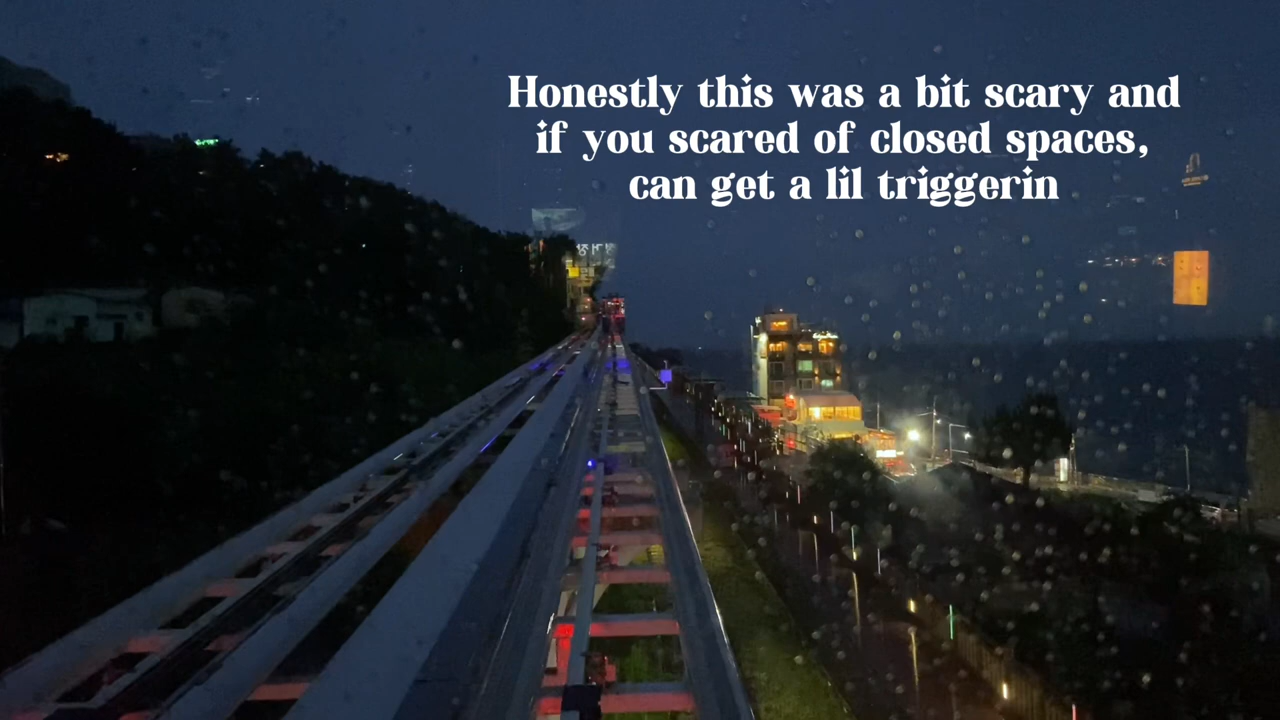 Honestly this was a bit scary and
if you scared of closed spaces,
can get a lil triggerin